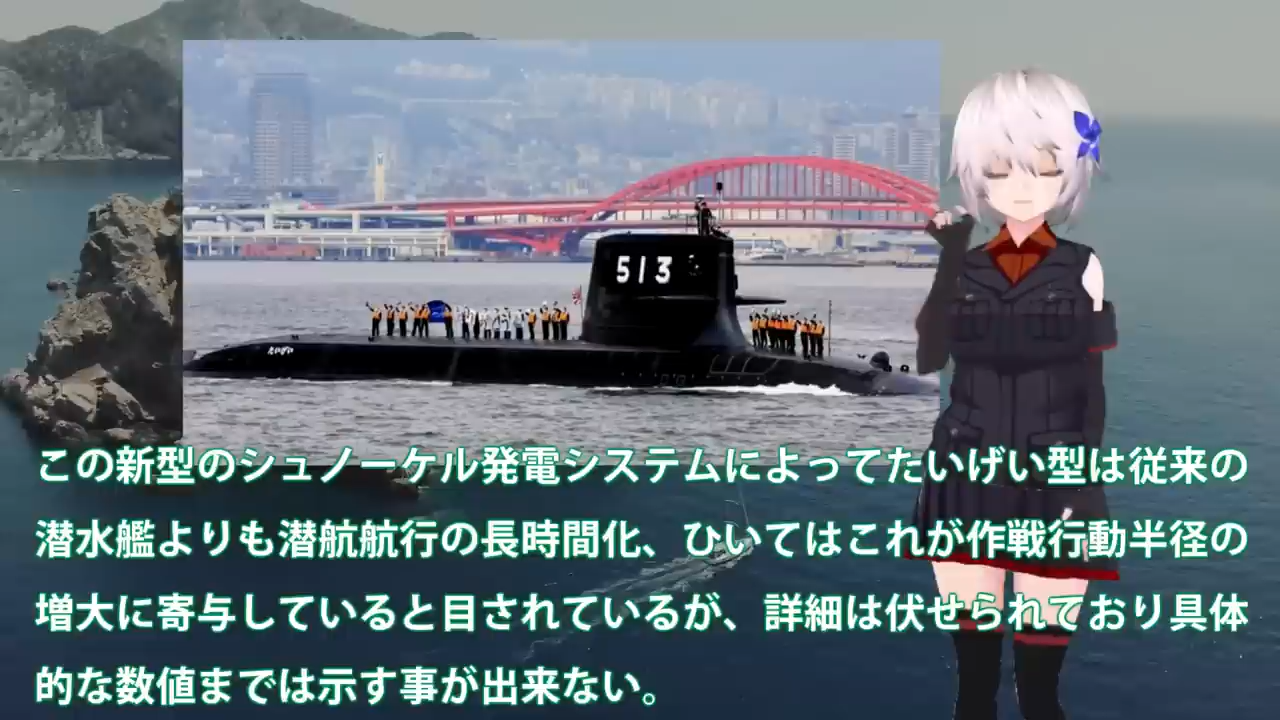 513
たいげい
この新型のシュノーケル発電システムによってたいげい型は従来の
潜水艦よりも潜航航行の長時間化、ひいてはこれが作戦行動半径の
増大に寄与していると目されているが、詳細は伏せられており具体
的な数値までは示す事が出来ない。